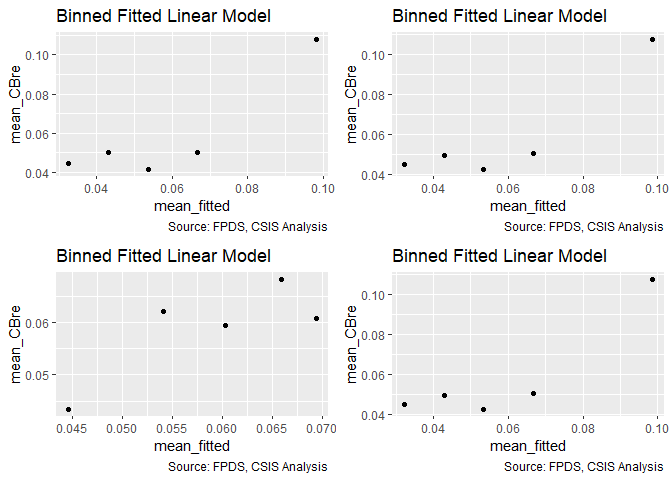 Binned Fitted Linear Model
mean_CBre
0.10
0.08
0.06
0.04
0.04 0.06 0.08 0.10
mean_fitted
Source: FPDS, CSIS Analysis
Binned Fitted Linear Model
mean_CBre
0.10
0.08
0.06
0.04
0.04 0.06 0.08 0.10
mean_fitted
Source: FPDS, CSIS Analysis
Binned Fitted Linear Model
mean_CBre
0.06
0.05
0.045 0.050 0.055 0.060 0.065 0.070
mean_fitted
Source: FPDS, CSIS Analysis
Binned Fitted Linear Model
mean_CBre
0.10
0.08
0.06
0.04
0.04 0.06 0.08 0.10
mean_fitted
Source: FPDS, CSIS Analysis